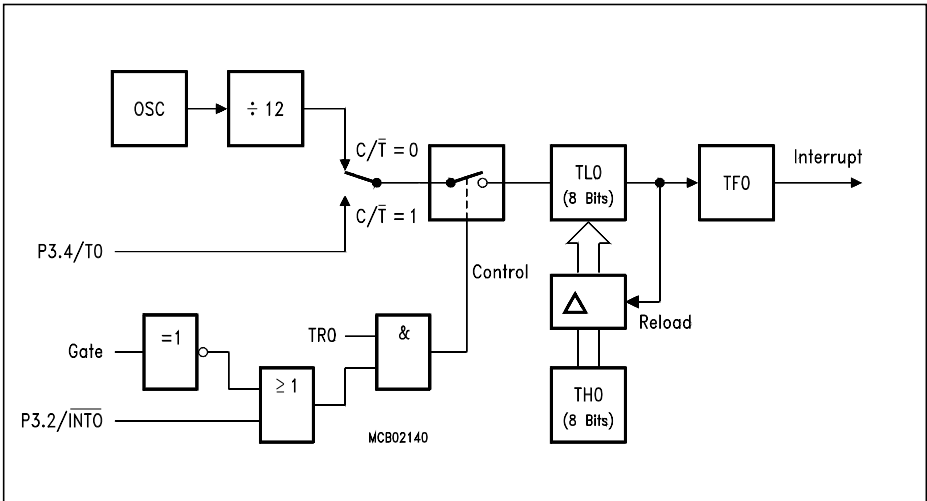 OSC
÷ 12
C/T̅ = 0
C/T̅ = 1
P3.4/T0
TL0
(8 Bits)
TF0
Interrupt
Control
Reload
TH0
(8 Bits)
Gate
=1
P3.2/I̅N̅T̅0̅
≥ 1
TR0
&
MCB02140